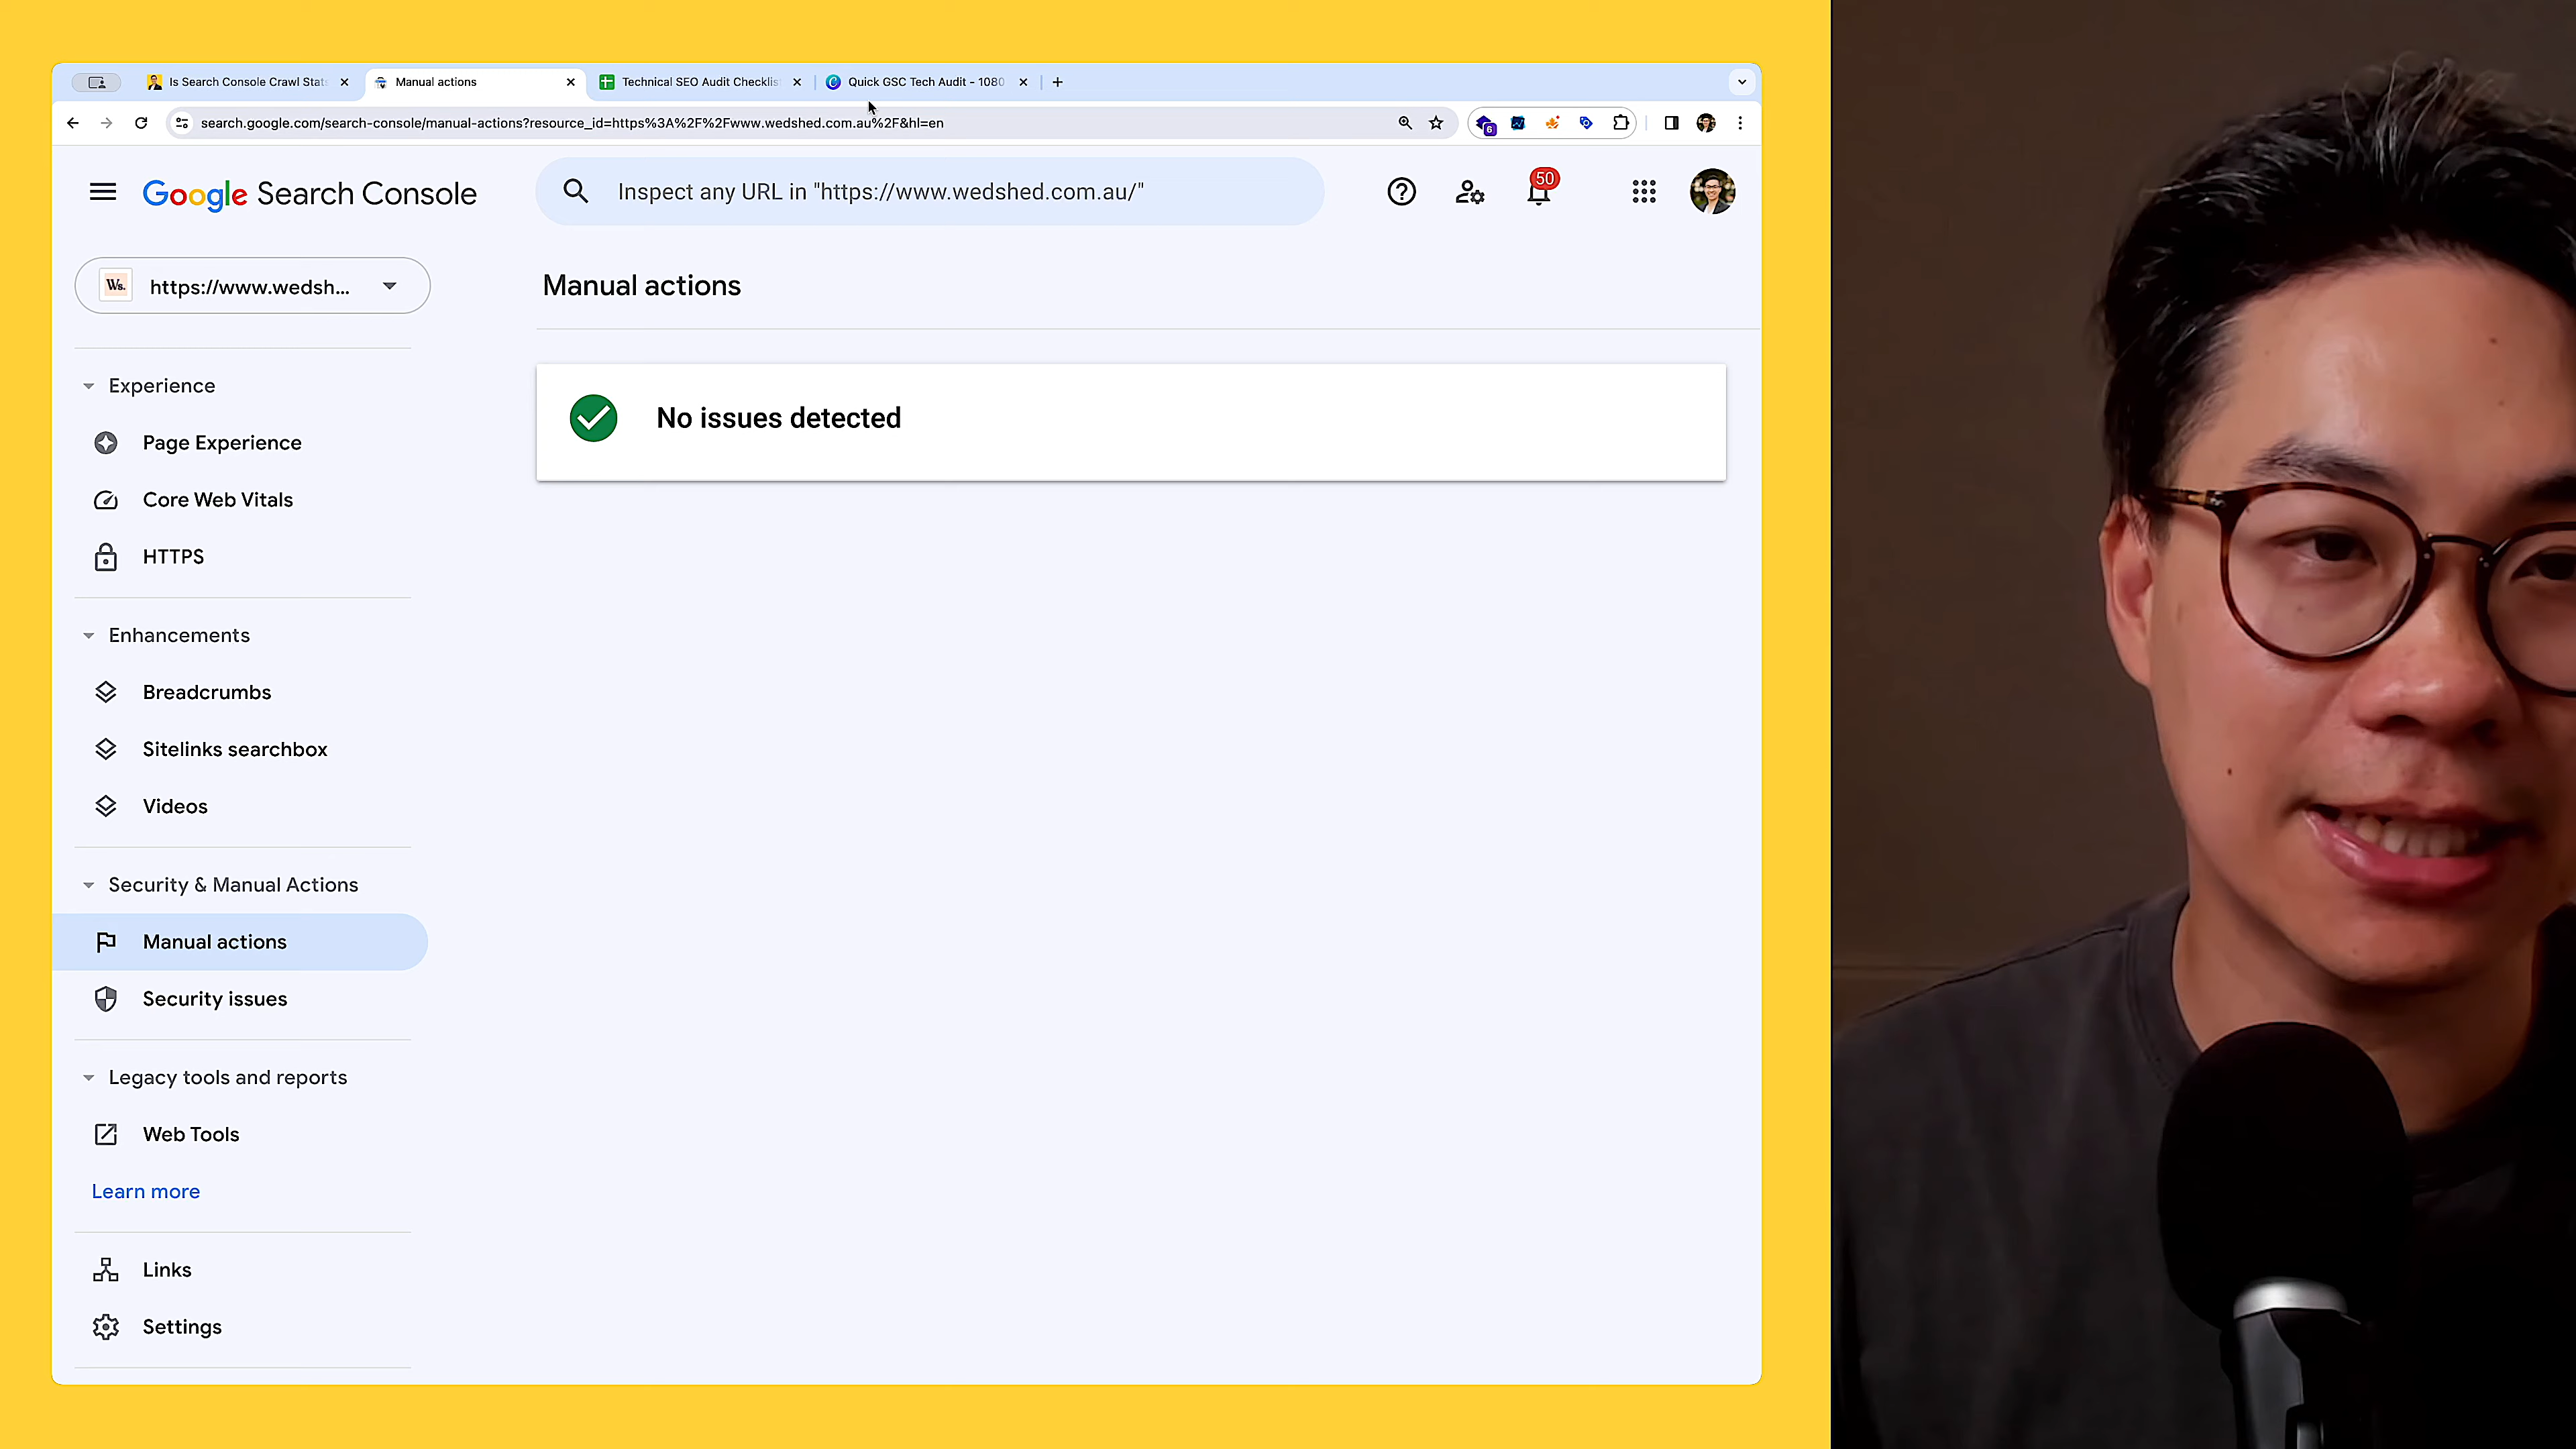 Is Search Console Crawl Stats
Manual actions
Technical SEO Audit Checklist
Quick GSC Tech Audit - 1080
search.google.com/search-console/manual-actions?resource_id=https%3A%2F%2Fwww.wedshed.com.au%2F&hl=en
6
Google Search Console
Inspect any URL in "https://www.wedshed.com.au/"
50
Ws.
https://www.wedsh...
Manual actions
No issues detected
Experience
Page Experience
Core Web Vitals
HTTPS
Enhancements
Breadcrumbs
Sitelinks searchbox
Videos
Security & Manual Actions
Manual actions
Security issues
Legacy tools and reports
Web Tools
Learn more
Links
Settings